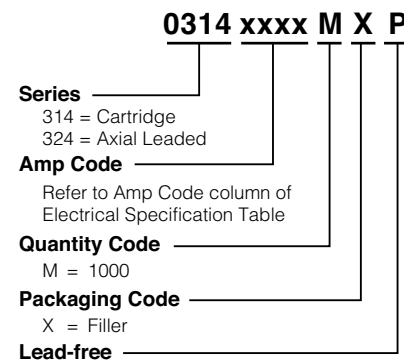 0314 xxxx M X P
Series
314 = Cartridge
324 = Axial Leaded
Amp Code
Refer to Amp Code column of
Electrical Specification Table
Quantity Code
M = 1000
Packaging Code
X = Filler
Lead-free